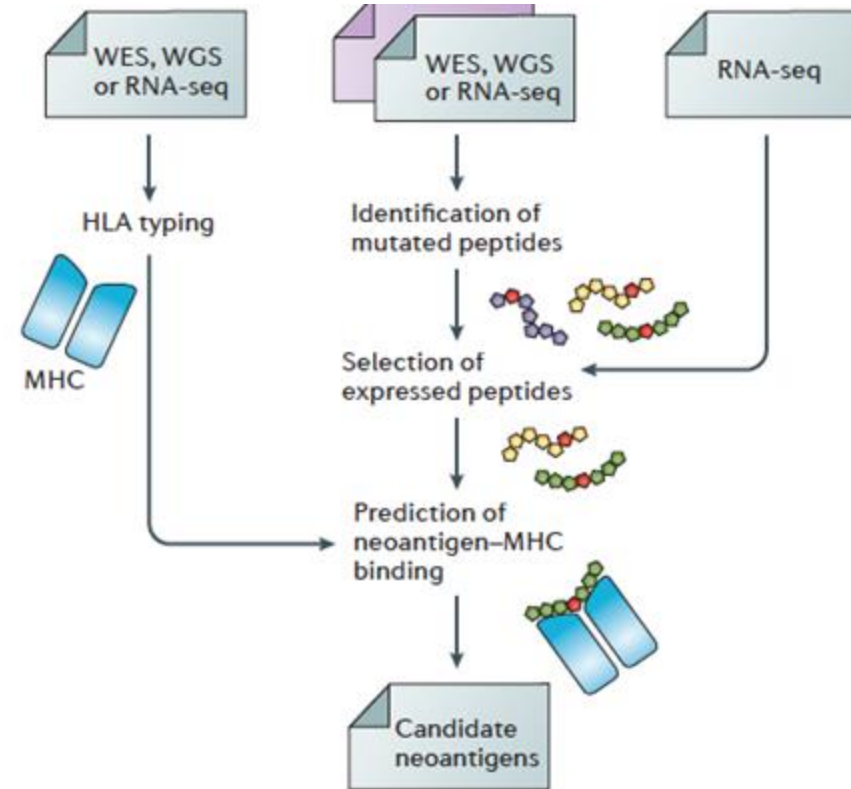 WES, WGS
or RNA-seq
WES, WGS
or RNA-seq
RNA-seq
HLA typing
Identification of
mutated peptides
MHC
Selection of
expressed peptides
Prediction of
neoantigen–MHC
binding
Candidate
neoantigens